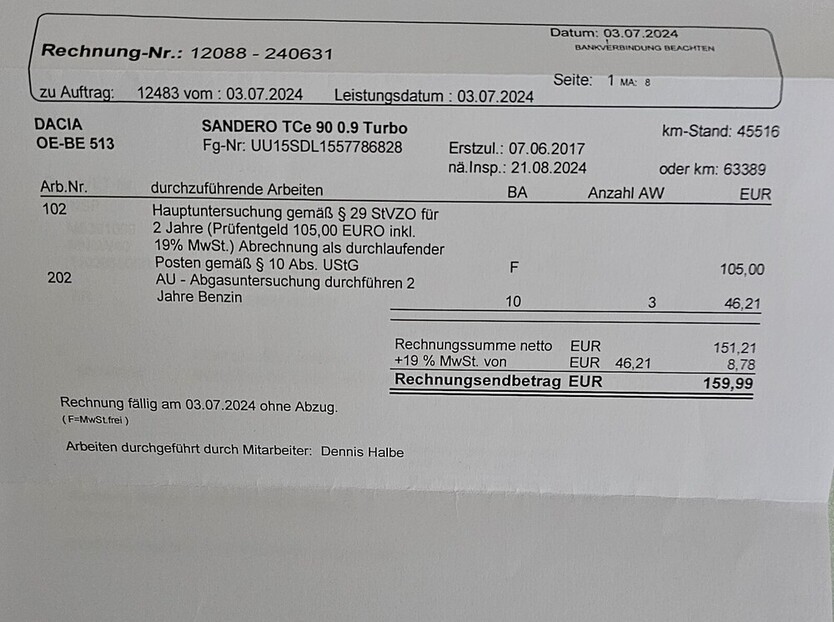 Datum: 03.07.2024
Rechnung-Nr.: 12088 - 240631
BANKVERBINDUNG BEACHTEN
Seite: 1 MA: 8
zu Auftrag: 12483 vom : 03.07.2024 Leistungsdatum : 03.07.2024
DACIA SANDERO TCe 90 0.9 Turbo km-Stand: 45516
OE-BE 513 Fg-Nr: UU15SDL1557786828 Erstzul.: 07.06.2017
nä.Insp.: 21.08.2024 oder km: 63389
Arb.Nr. durchzuführende Arbeiten BA Anzahl AW EUR
102 Hauptuntersuchung gemäß § 29 StVZO für
2 Jahre (Prüfentgeld 105,00 EURO inkl.
19% MwSt.) Abrechnung als durchlaufender
Posten gemäß § 10 Abs. UStG F 105,00
202 AU - Abgasuntersuchung durchführen 2
Jahre Benzin 10 3 46,21
Rechnungssumme netto EUR 151,21
+19 % MwSt. von EUR 46,21 8,78
Rechnungsendbetrag EUR 159,99
Rechnung fällig am 03.07.2024 ohne Abzug.
( F=MwSt.frei )
Arbeiten durchgeführt durch Mitarbeiter: Dennis Halbe